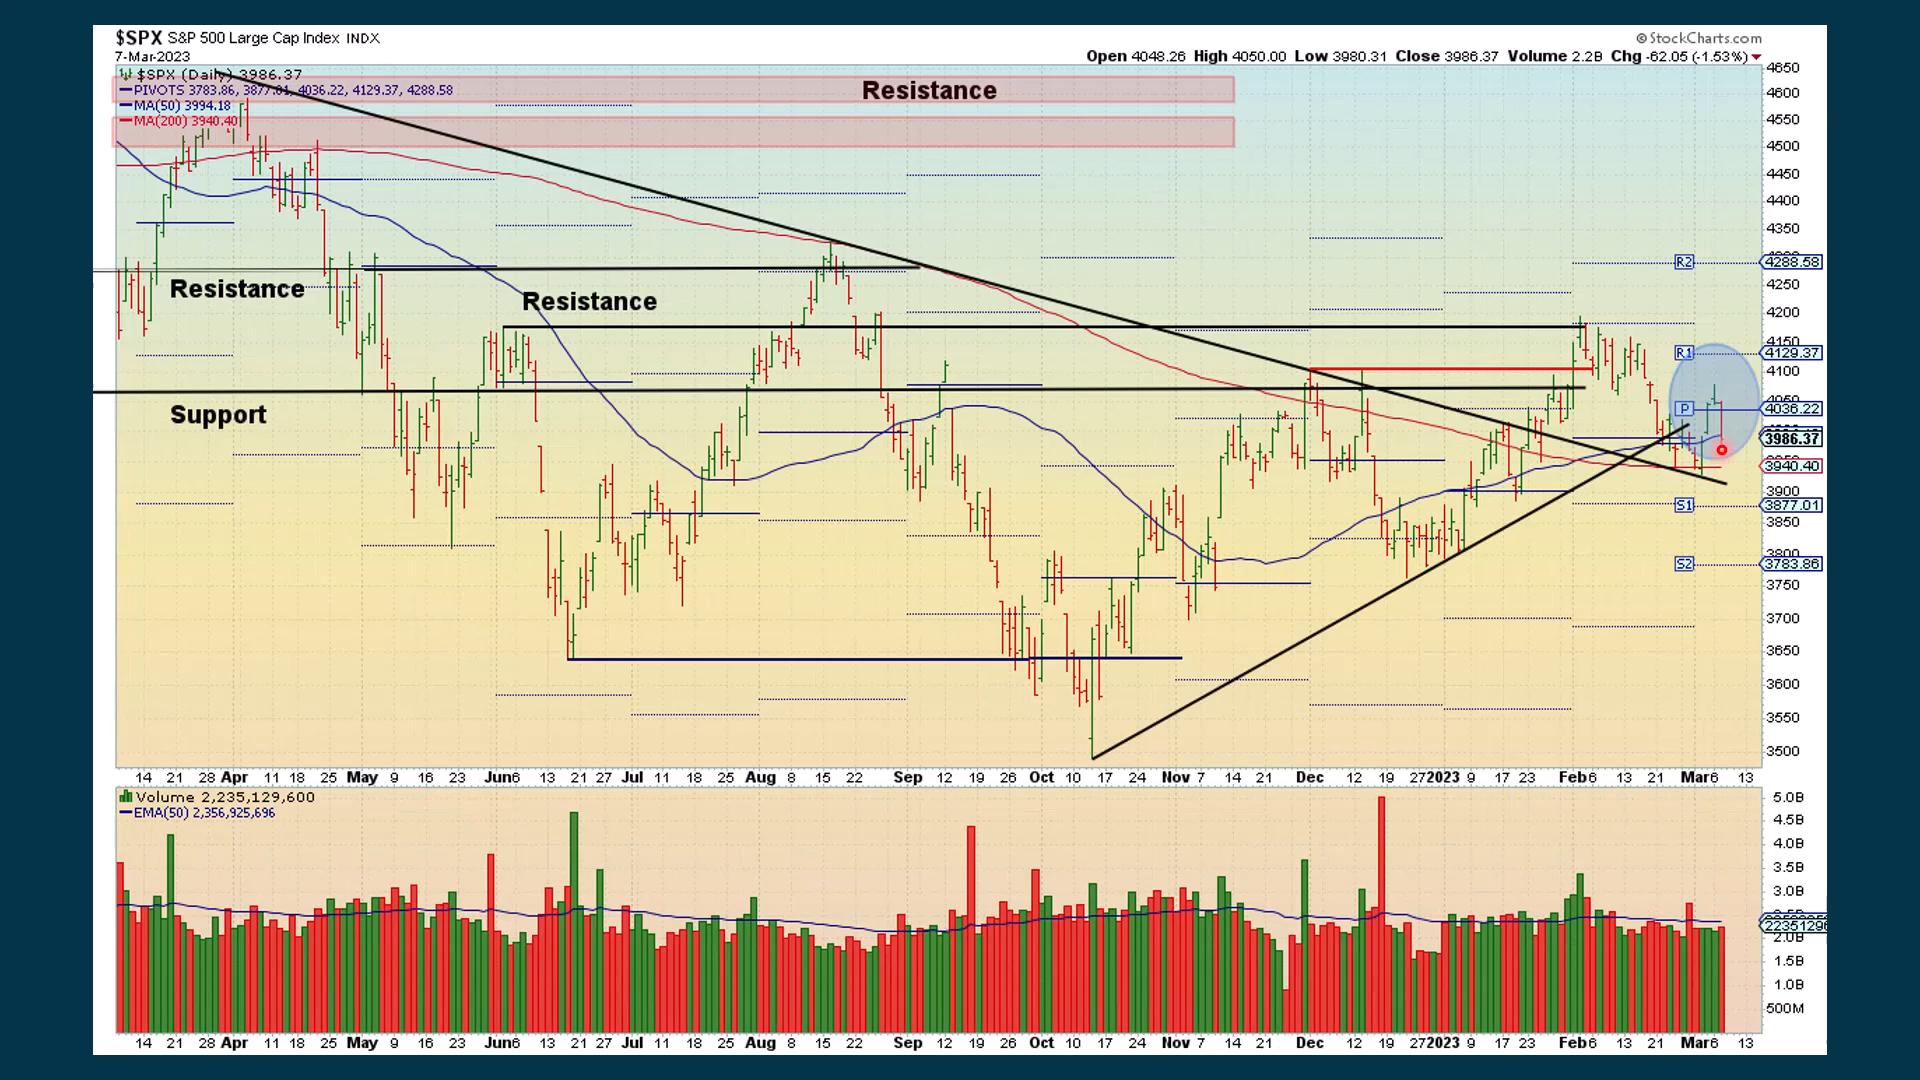 $SPX S&P 500 Large Cap Index INDX
© StockCharts.com
7-Mar-2023
Open 4048.26 High 4050.00 Low 3980.31 Close 3986.37 Volume 2.2B Chg -62.05 (-1.53%)
$SPX (Daily) 3986.37
PIVOTS 3783.86, 3877.01, 4036.22, 4129.37, 4288.58
MA(50) 3994.18
MA(200) 3940.40
Resistance
Resistance
Resistance
Support
4650
4600
4550
4500
4450
4400
4350
R2 4288.58
4250
4200
4150
R1 4129.37
4100
4050
P 4036.22
3986.37
3940.40
3900
S1 3877.01
3850
3800
S2 3783.86
3750
3700
3650
3600
3550
3500
14 21 28 Apr 11 18 25 May 9 16 23 Jun 6 13 21 27 Jul 11 18 25 Aug 8 15 22 Sep 12 19 26 Oct 10 17 24 Nov 7 14 21 Dec 12 19 27 2023 9 17 23 Feb 6 13 21 Mar 6 13
Volume 2,235,129,600
EMA(50) 2,356,925,696
5.0B
4.5B
4.0B
3.5B
3.0B
22351296
2.0B
1.5B
1.0B
500M
14 21 28 Apr 11 18 25 May 9 16 23 Jun 6 13 21 27 Jul 11 18 25 Aug 8 15 22 Sep 12 19 26 Oct 10 17 24 Nov 7 14 21 Dec 12 19 27 2023 9 17 23 Feb 6 13 21 Mar 6 13